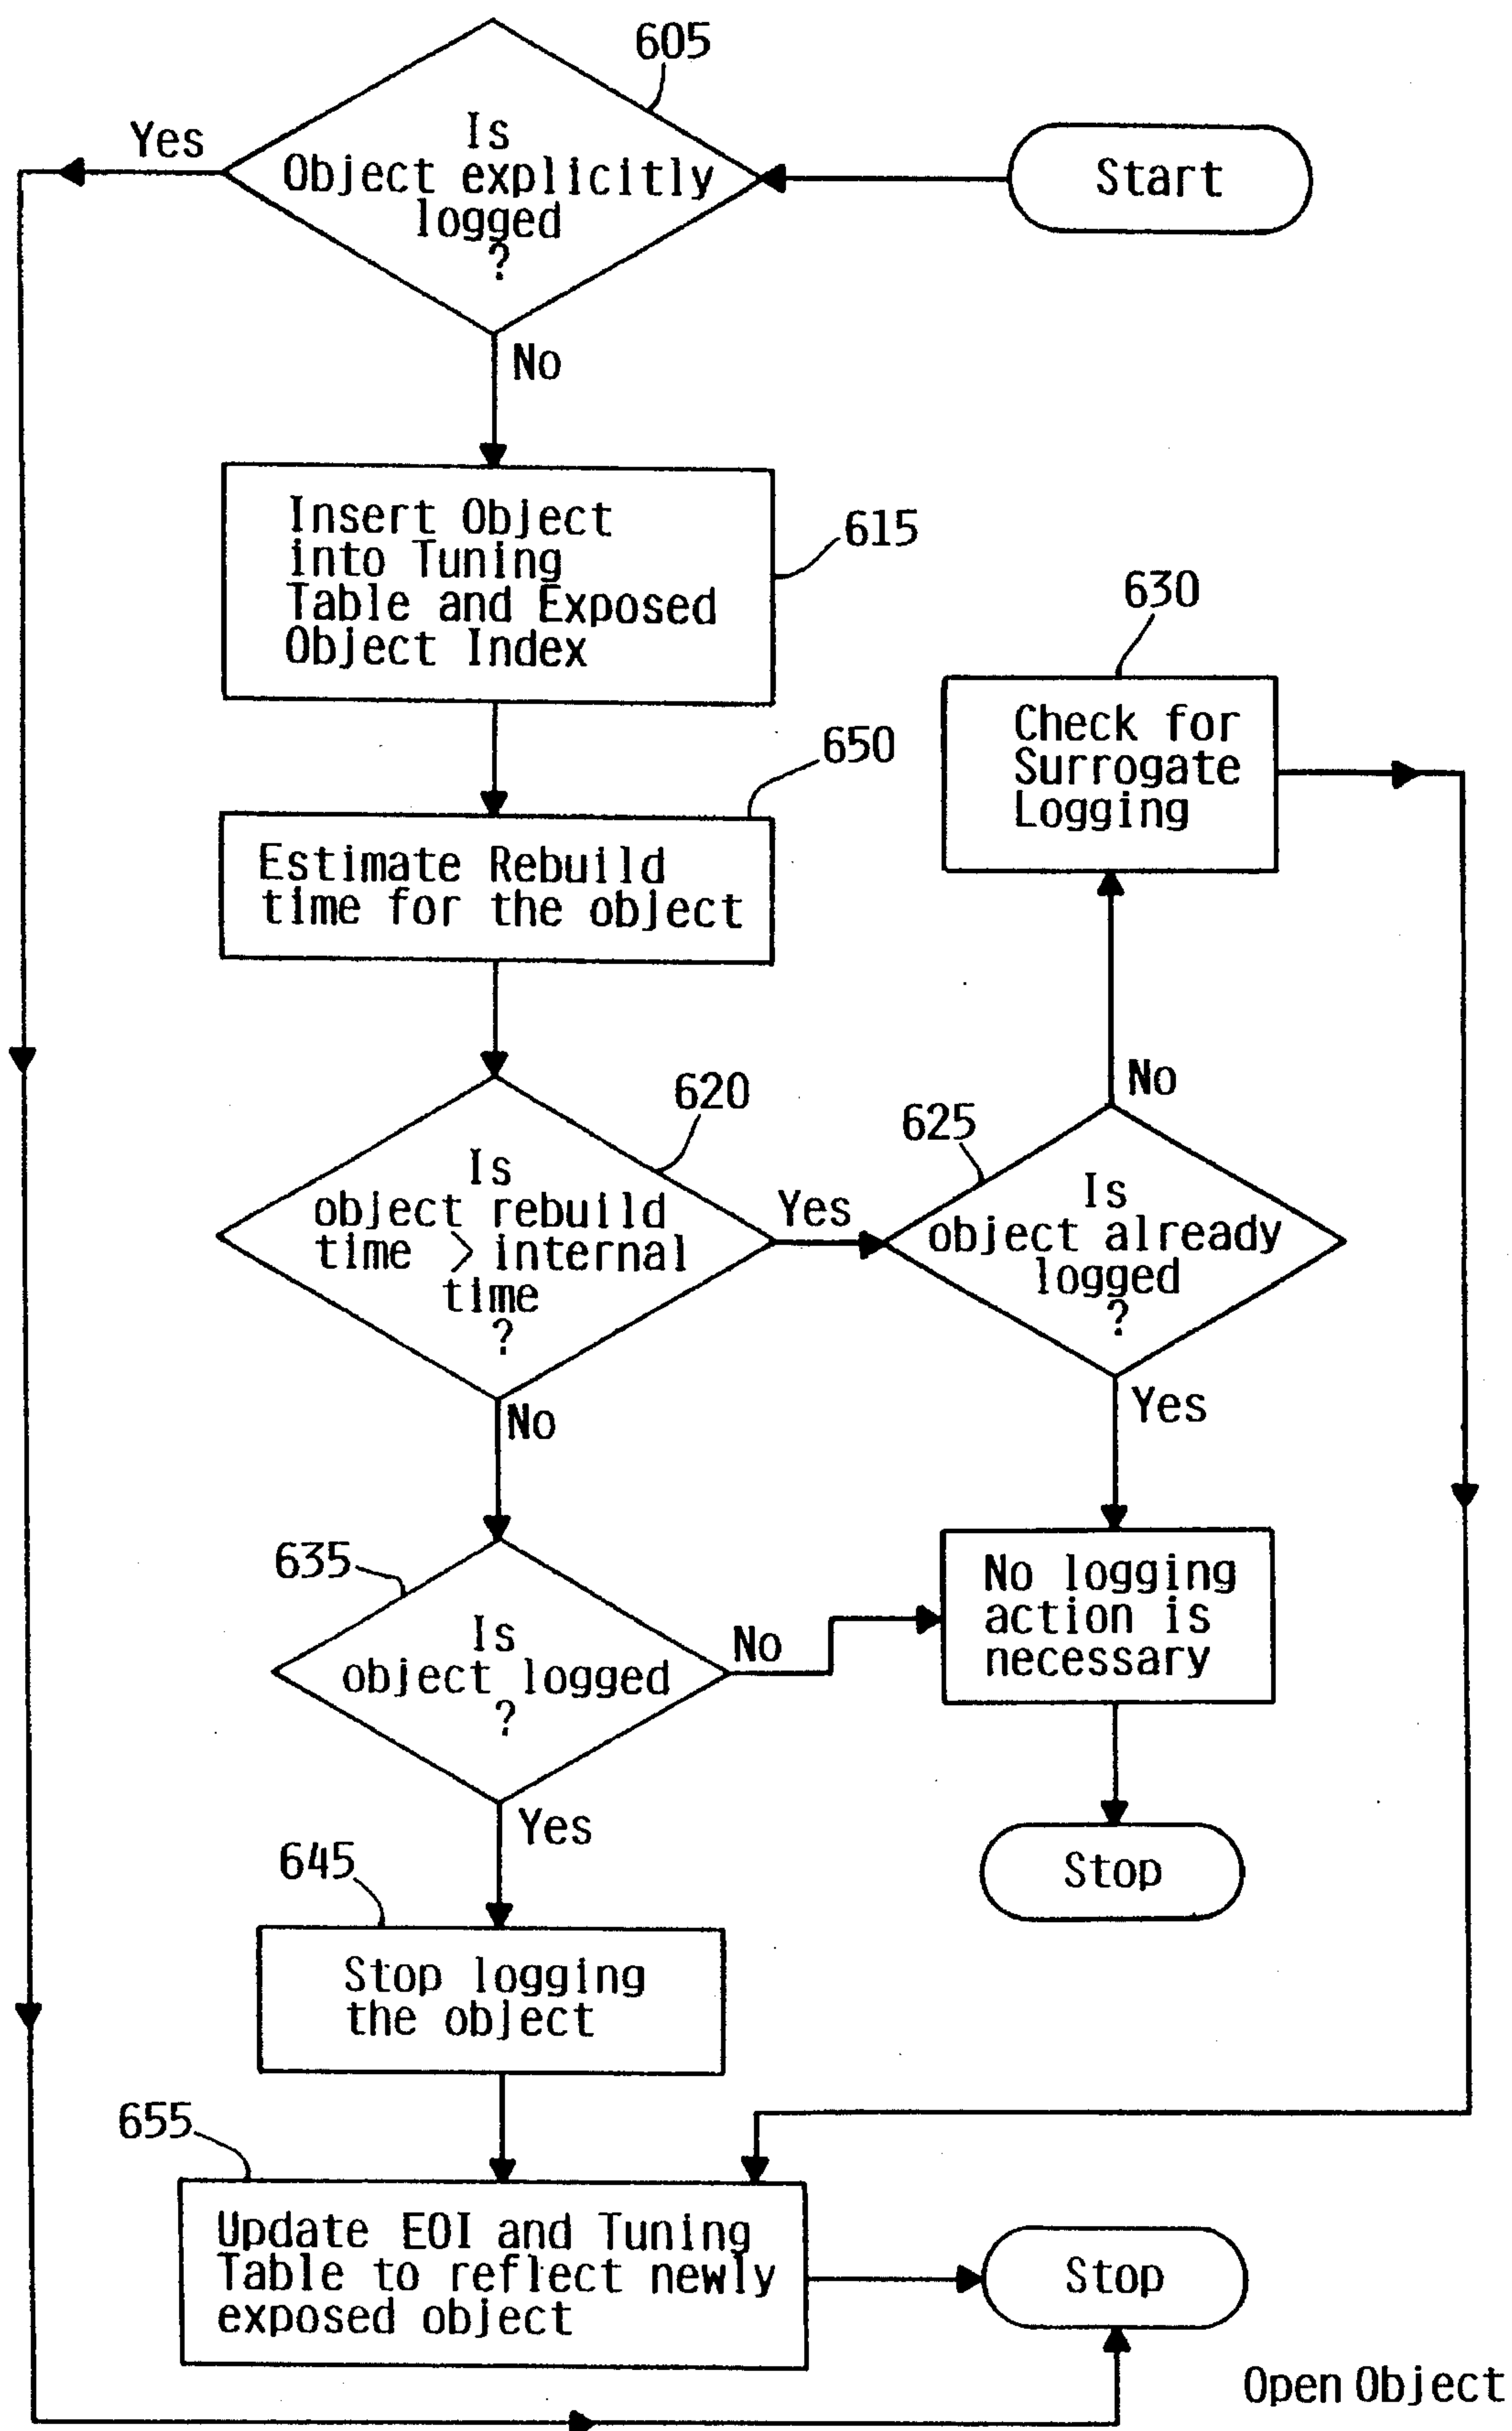 605
Yes
Is
Object explicitly
logged
?
Start
No
Insert Object
into Tuning
Table and Exposed
Object Index
615
630
Check for
Surrogate
Logging
650
Estimate Rebuild
time for the object
620
Is
object rebuild
time > internal
time
?
Yes
625
No
Is
object already
logged
?
No
Yes
635
Is
object logged
?
No
No logging
action is
necessary
Yes
Stop
645
Stop logging
the object
655
Update EOI and Tuning
Table to reflect newly
exposed object
Stop
Open Object